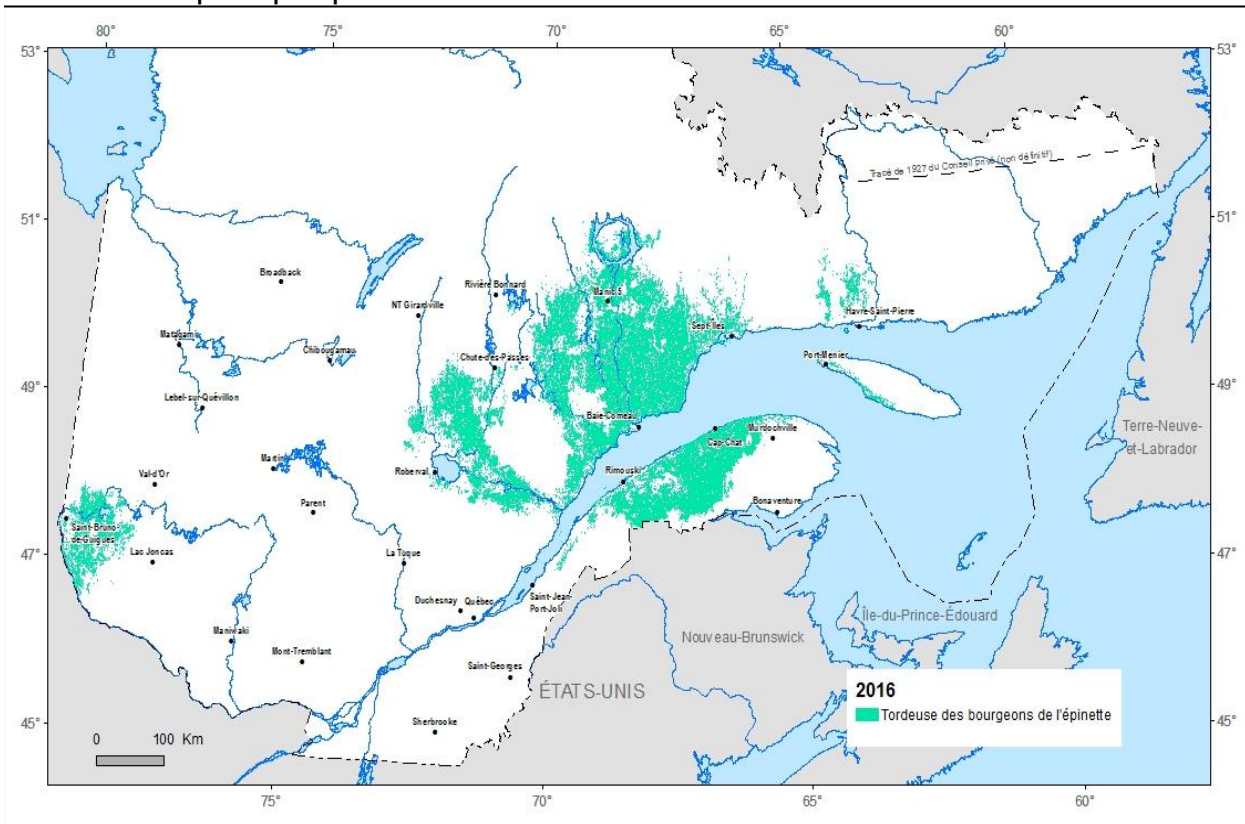 80°
75°
70°
65°
60°
53°
53°
Tracé de 1927 du Conseil privé (non définitif)
51°
51°
Broadback
NT Girardville
Rivière Bonnard
Manic 5
Sept-Îles
Havre-Saint-Pierre
Matagami
Chibougamau
Chute-des-Passes
Port-Menier
49°
49°
Lebel-sur-Quévillon
Baie-Comeau
Cap-Chat
Murdochville
Terre-Neuve-
et-Labrador
Val-d'Or
Roberval
Rimouski
Parent
Bonaventure
Saint-Bruno-
de-Guigues
47°
47°
Lac Joncas
La Tuque
Duchesnay
Québec
Saint-Jean-
Port-Joli
Île-du-Prince-Édouard
Nouveau-Brunswick
Maniwaki
Mont-Tremblant
Saint-Georges
ÉTATS-UNIS
2016
Tordeuse des bourgeons de l'épinette
Sherbrooke
45°
45°
0 100 Km
75°
70°
65°
60°